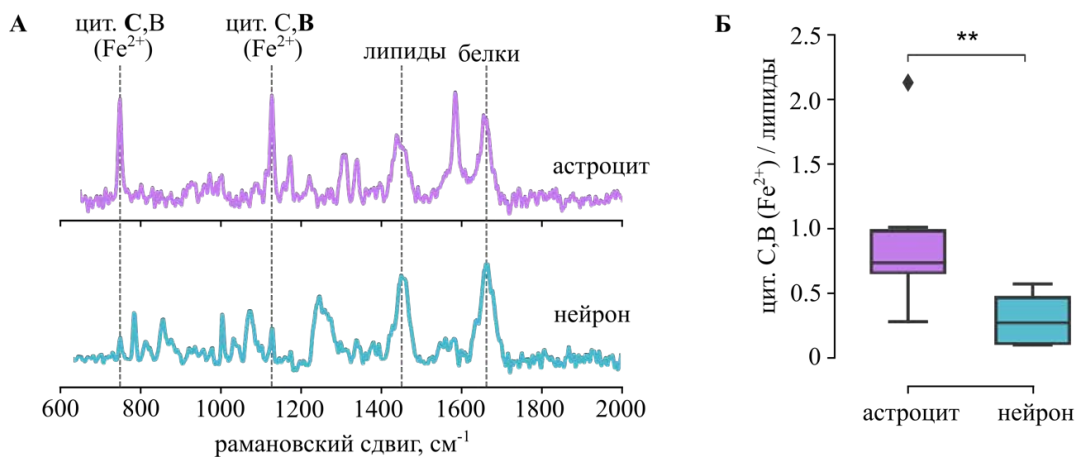 А
цит. С,В
(Fe²⁺)
цит. С,В
(Fe²⁺)
липиды
белки
астроцит
нейрон
600 800 1000 1200 1400 1600 1800 2000
рамановский сдвиг, см⁻¹
Б
цит. С,В (Fe²⁺) / липиды
2.5
2.0
1.5
1.0
0.5
0
**
астроцит нейрон